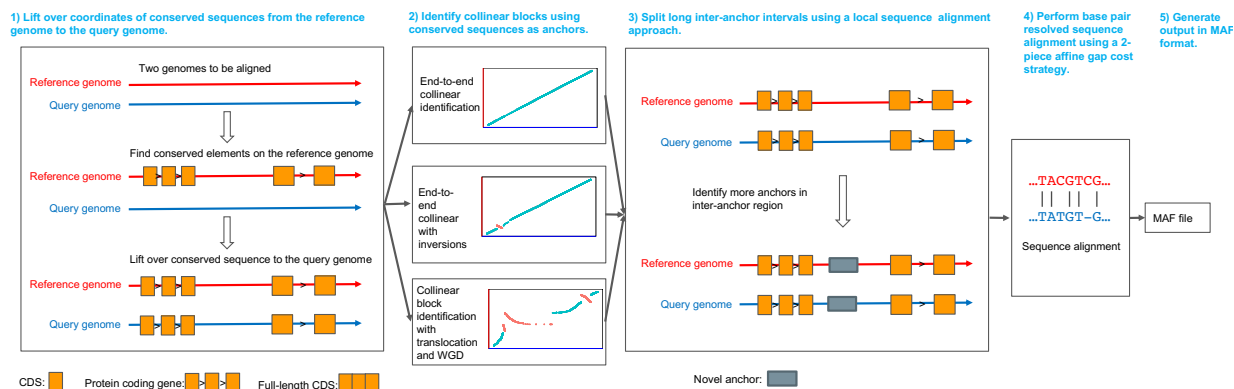 1) Lift over coordinates of conserved sequences from the reference
genome to the query genome.
Two genomes to be aligned
Reference genome
Query genome
Find conserved elements on the reference genome
Reference genome
> >
>
Query genome
Lift over conserved sequence to the query genome
Reference genome
> >
>
Query genome
> >
>
CDS:
Protein coding gene:
> >
Full-length CDS:
2) Identify collinear blocks using
conserved sequences as anchors.
End-to-end
collinear
identification
End-to-
end
collinear
with
inversions
Collinear
block
identification
with
translocation
and WGD
3) Split long inter-anchor intervals using a local sequence alignment
approach.
Reference genome
> >
>
Query genome
> >
>
Identify more anchors in
inter-anchor region
Reference genome
> >
>
Query genome
> >
>
Novel anchor:
4) Perform base pair
resolved sequence
alignment using a 2-
piece affine gap cost
strategy.
...TACGTCG...
|| || |
...TATGT-G...
Sequence alignment
5) Generate
output in MAF
format.
MAF file